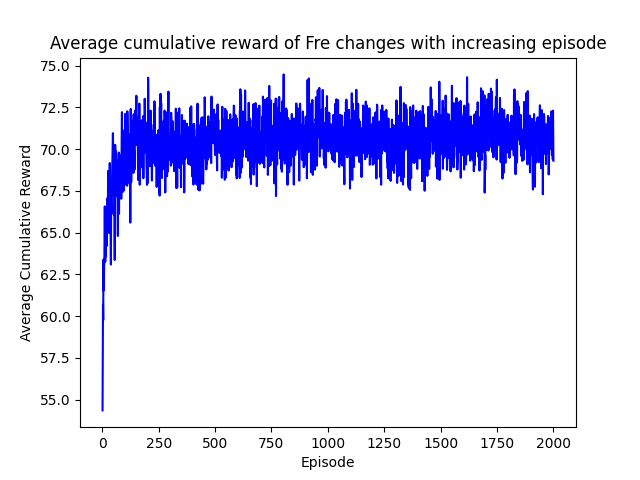 Average cumulative reward of Fre changes with increasing episode
75.0
72.5
70.0
67.5
65.0
62.5
60.0
57.5
55.0
Average Cumulative Reward
0 250 500 750 1000 1250 1500 1750 2000
Episode